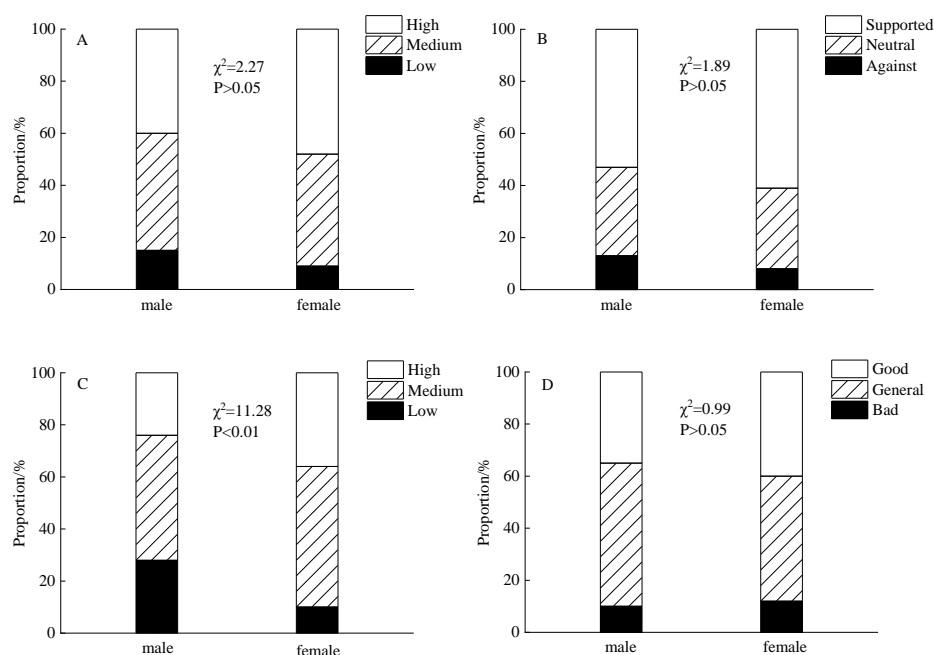 A
High
Medium
Low
χ²=2.27
P>0.05
100
80
60
40
20
0
Proportion/%
male
female
B
Supported
Neutral
Against
χ²=1.89
P>0.05
100
80
60
40
20
0
Proportion/%
male
female
C
High
Medium
Low
χ²=11.28
P<0.01
100
80
60
40
20
0
Proportion/%
male
female
D
Good
General
Bad
χ²=0.99
P>0.05
100
80
60
40
20
0
Proportion/%
male
female